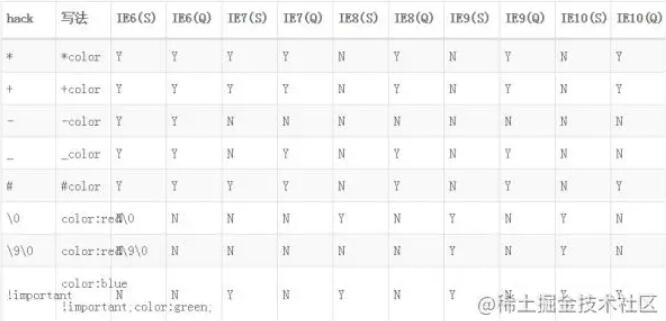 hack 写法 IE6(S) IE6(Q) IE7(S) IE7(Q) IE8(S) IE8(Q) IE9(S) IE9(Q) IE10(S) IE10(Q)
* *color Y Y Y Y N Y N Y N Y
+ +color Y Y Y Y N Y N Y N Y
- -color Y Y N N N N N N N N
_ _color Y Y N Y N Y N Y N N
# #color Y Y Y Y N Y N Y N Y
\0 color:red\0 N N N N Y N Y N Y N
\9\0 color:red\9\0 N N N N N N Y N Y N
!important color:blue !important;color:green; N N Y N Y N Y N Y Y
@稀土掘金技术社区